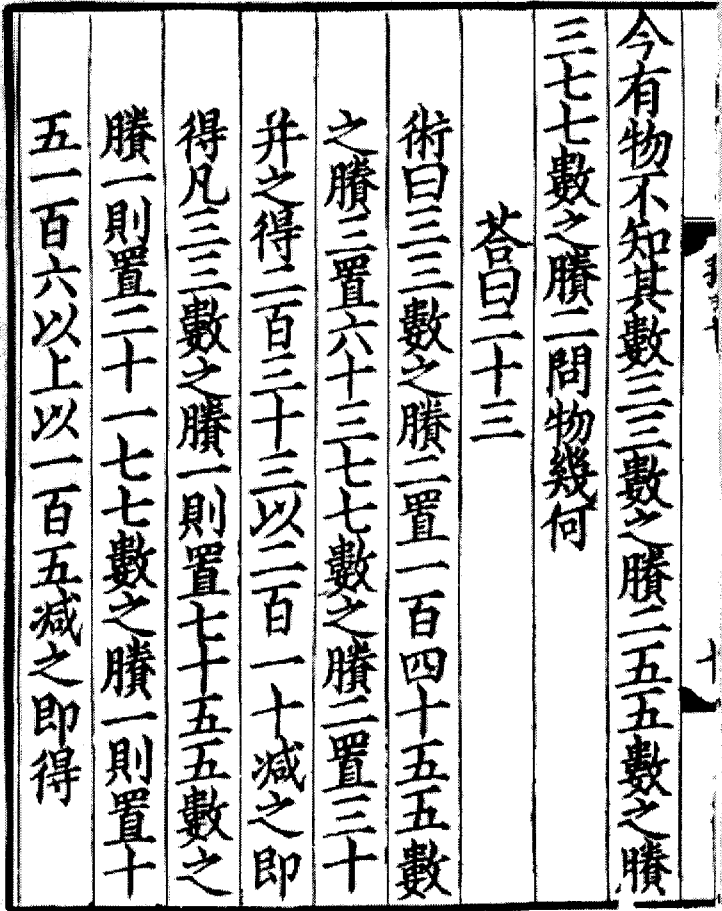 今有物不知其數三三數之賸二五五數之賸
三七七數之賸二問物幾何
荅曰二十三
術曰三三數之賸二置一百四十五五數
之賸三置六十三七七數之賸二置三十
并之得二百三十三以二百一十减之即
得凡三三數之賸一則置七十五五數之
賸一則置二十一七七數之賸一則置十
五一百六以上以一百五减之即得